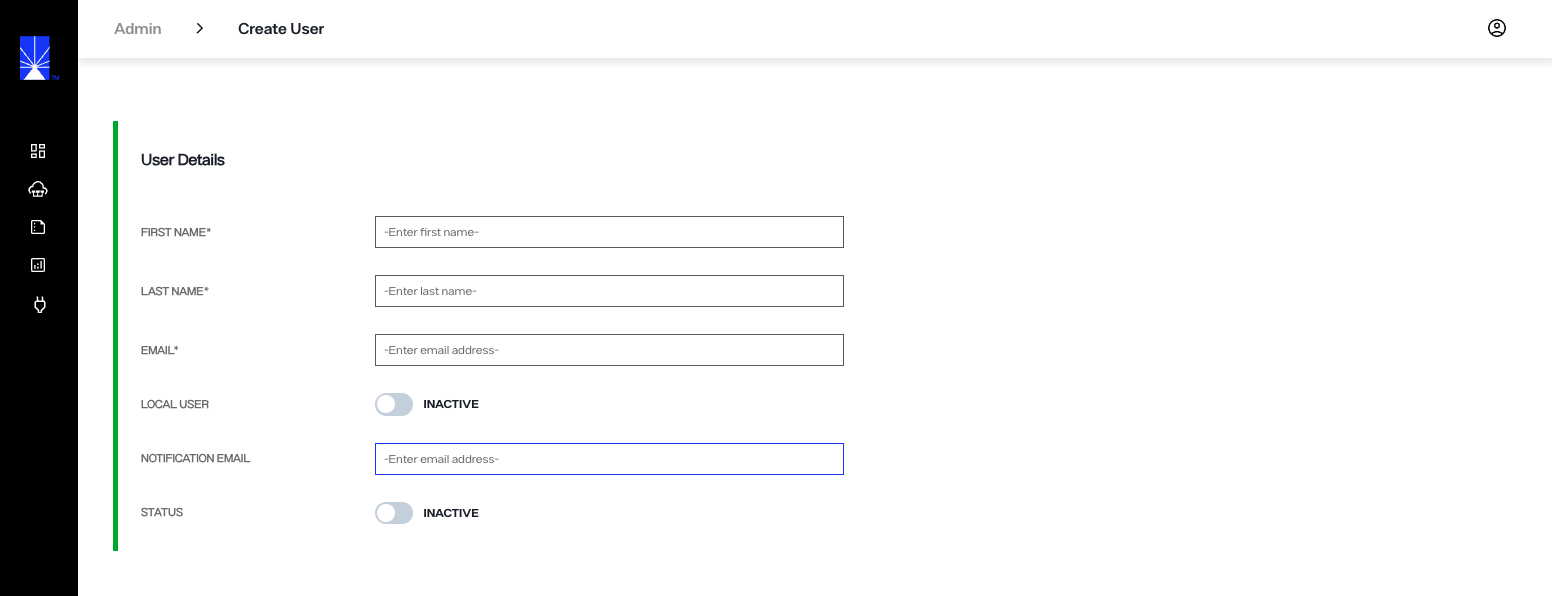 Admin > Create User
TM
User Details
FIRST NAME*
-Enter first name-
LAST NAME*
-Enter last name-
EMAIL*
-Enter email address-
LOCAL USER
INACTIVE
NOTIFICATION EMAIL
-Enter email address-
STATUS
INACTIVE